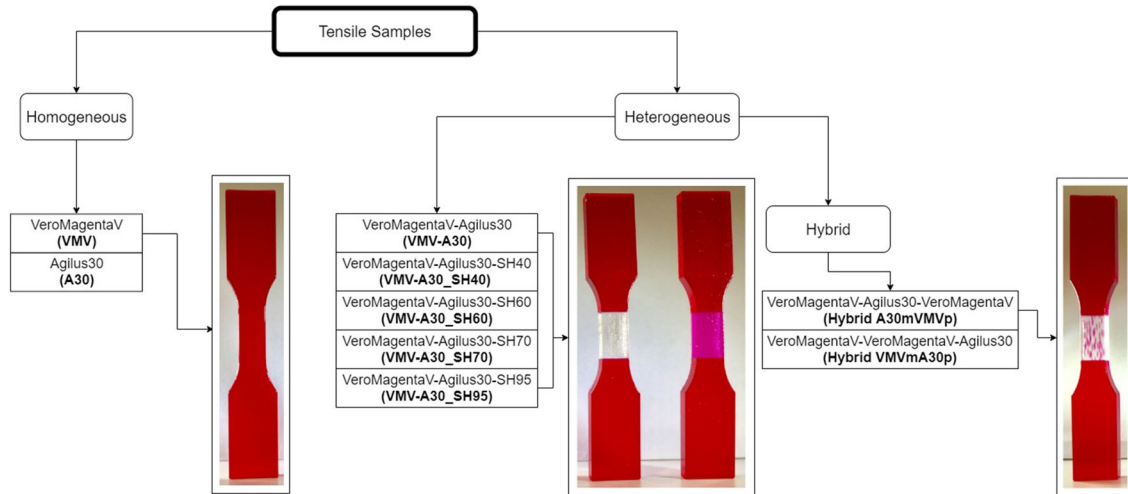 Tensile Samples
Homogeneous
Heterogeneous
VeroMagentaV
(VMV)
Agilus30
(A30)
VeroMagentaV-Agilus30
(VMV-A30)
VeroMagentaV-Agilus30-SH40
(VMV-A30_SH40)
VeroMagentaV-Agilus30-SH60
(VMV-A30_SH60)
VeroMagentaV-Agilus30-SH70
(VMV-A30_SH70)
VeroMagentaV-Agilus30-SH95
(VMV-A30_SH95)
Hybrid
VeroMagentaV-Agilus30-VeroMagentaV
(Hybrid A30mVMVp)
VeroMagentaV-VeroMagentaV-Agilus30
(Hybrid VMVmA30p)